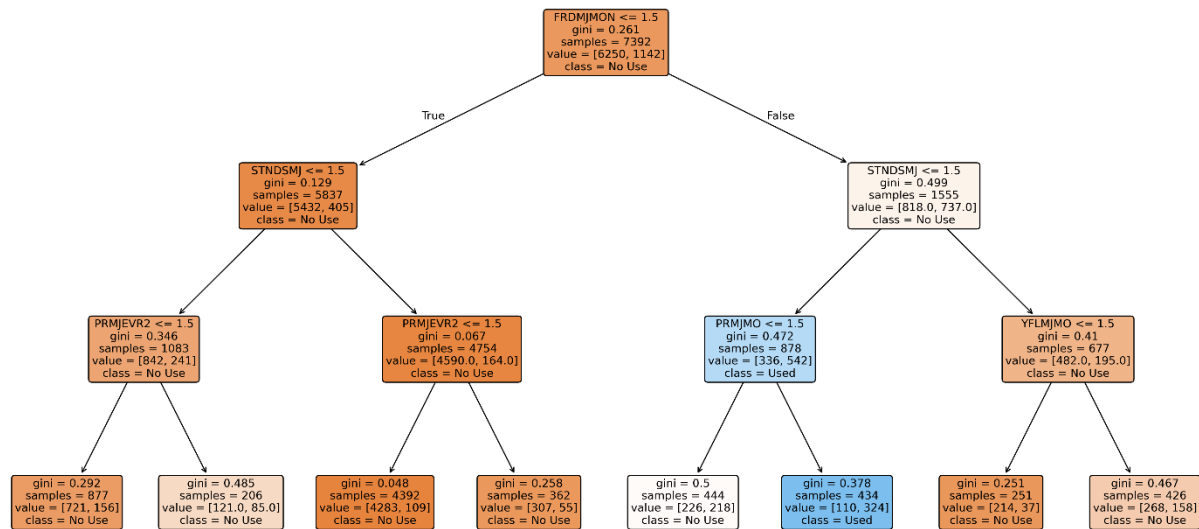 FRDMJMON <= 1.5
gini = 0.261
samples = 7392
value = [6250, 1142]
class = No Use
True
False
STNDSMJ <= 1.5
gini = 0.129
samples = 5837
value = [5432, 405]
class = No Use
STNDSMJ <= 1.5
gini = 0.499
samples = 1555
value = [818.0, 737.0]
class = No Use
PRMJEVR2 <= 1.5
gini = 0.346
samples = 1083
value = [842, 241]
class = No Use
PRMJEVR2 <= 1.5
gini = 0.067
samples = 4754
value = [4590.0, 164.0]
class = No Use
PRMJMO <= 1.5
gini = 0.472
samples = 878
value = [336, 542]
class = Used
YFLMJMO <= 1.5
gini = 0.41
samples = 677
value = [482.0, 195.0]
class = No Use
gini = 0.292
samples = 877
value = [721, 156]
class = No Use
gini = 0.485
samples = 206
value = [121.0, 85.0]
class = No Use
gini = 0.048
samples = 4392
value = [4283, 109]
class = No Use
gini = 0.258
samples = 362
value = [307, 55]
class = No Use
gini = 0.5
samples = 444
value = [226, 218]
class = No Use
gini = 0.378
samples = 434
value = [110, 324]
class = Used
gini = 0.251
samples = 251
value = [214, 37]
class = No Use
gini = 0.467
samples = 426
value = [268, 158]
class = No Use